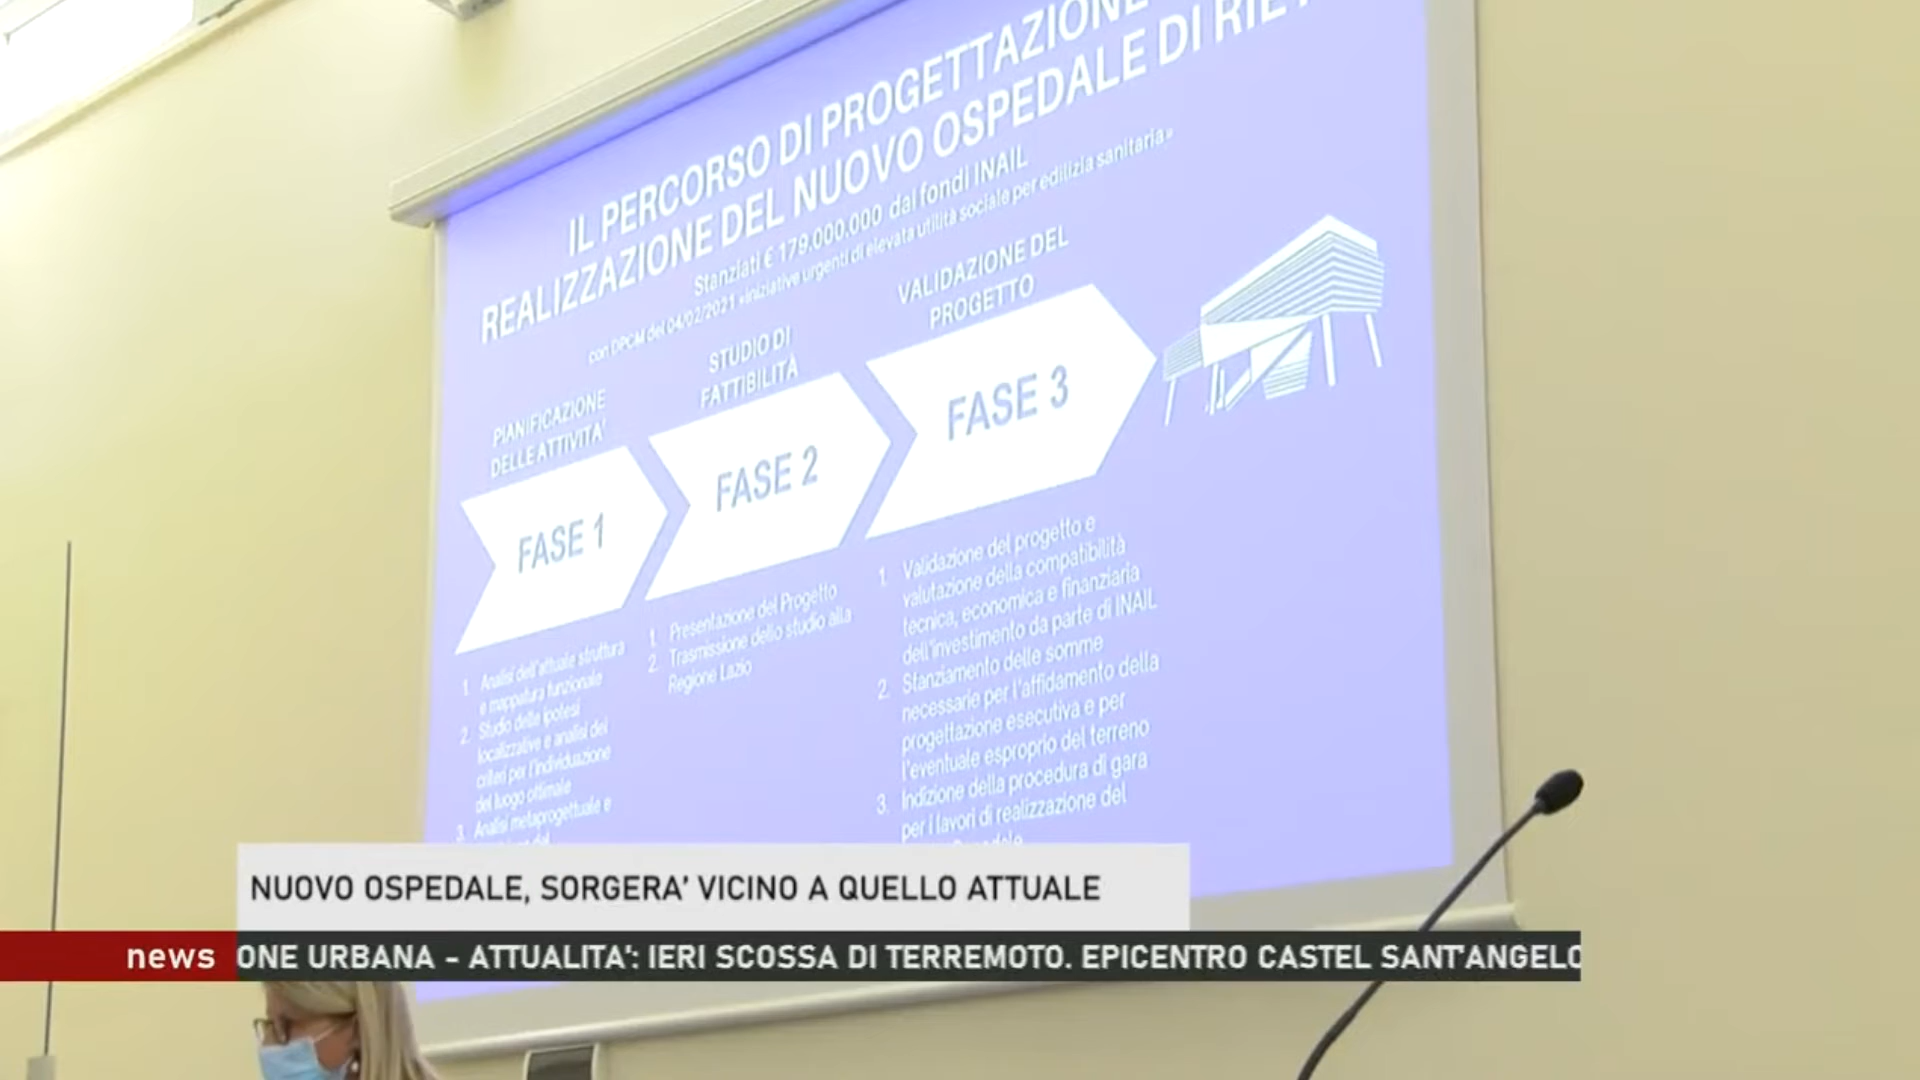 IL PERCORSO DI PROGETTAZIONE
REALIZZAZIONE DEL NUOVO OSPEDALE DI RIET
Stanziati € 179.000.000 dai fondi INAIL
con DPCM del 04/02/2021 «iniziative urgenti di elevata utilità sociale per edilizia sanitaria»
PIANIFICAZIONE
DELLE ATTIVITA'
FASE 1
1. Analisi dell'attuale struttura
e mappatura funzionale
2. Studio delle ipotesi
localizzative e analisi dei
criteri per l'individuazione
del luogo ottimale
3. Analisi metaprogettuale e
STUDIO DI
FATTIBILITÀ
FASE 2
1. Presentazione del Progetto
2. Trasmissione dello studio alla
Regione Lazio
VALIDAZIONE DEL
PROGETTO
FASE 3
1. Validazione del progetto e
valutazione della compatibilità
tecnica, economica e finanziaria
dell'investimento da parte di INAIL
2. Stanziamento delle somme
necessarie per l'affidamento della
progettazione esecutiva e per
l'eventuale esproprio del terreno
3. Indizione della procedura di gara
per i lavori di realizzazione del
NUOVO OSPEDALE, SORGERA' VICINO A QUELLO ATTUALE
news ONE URBANA - ATTUALITA': IERI SCOSSA DI TERREMOTO. EPICENTRO CASTEL SANT'ANGELO